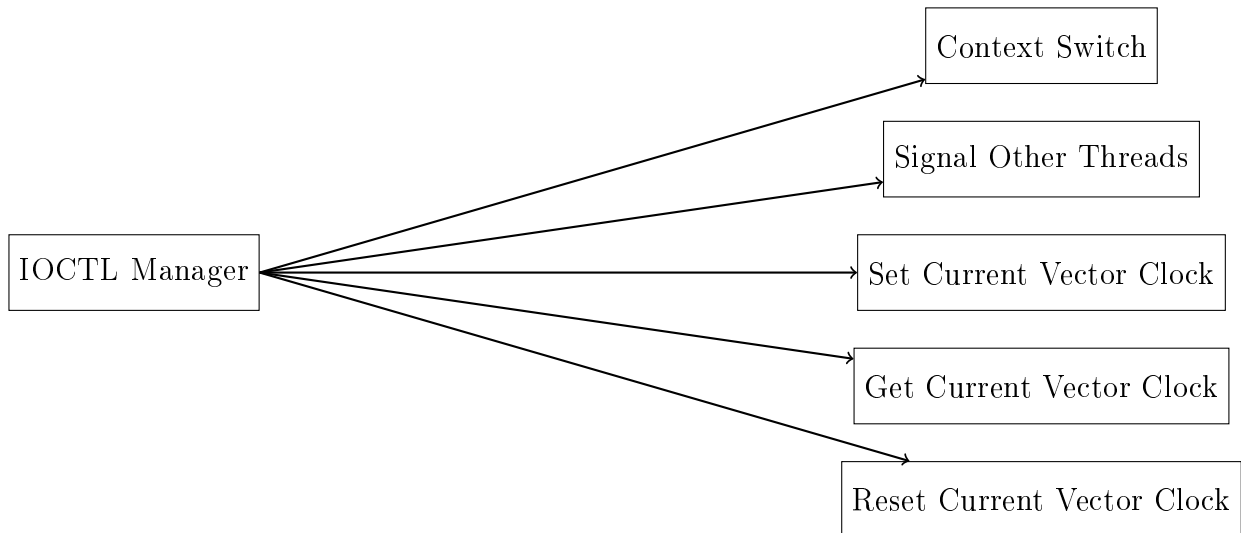 Context Switch
Signal Other Threads
IOCTL Manager
Set Current Vector Clock
Get Current Vector Clock
Reset Current Vector Clock